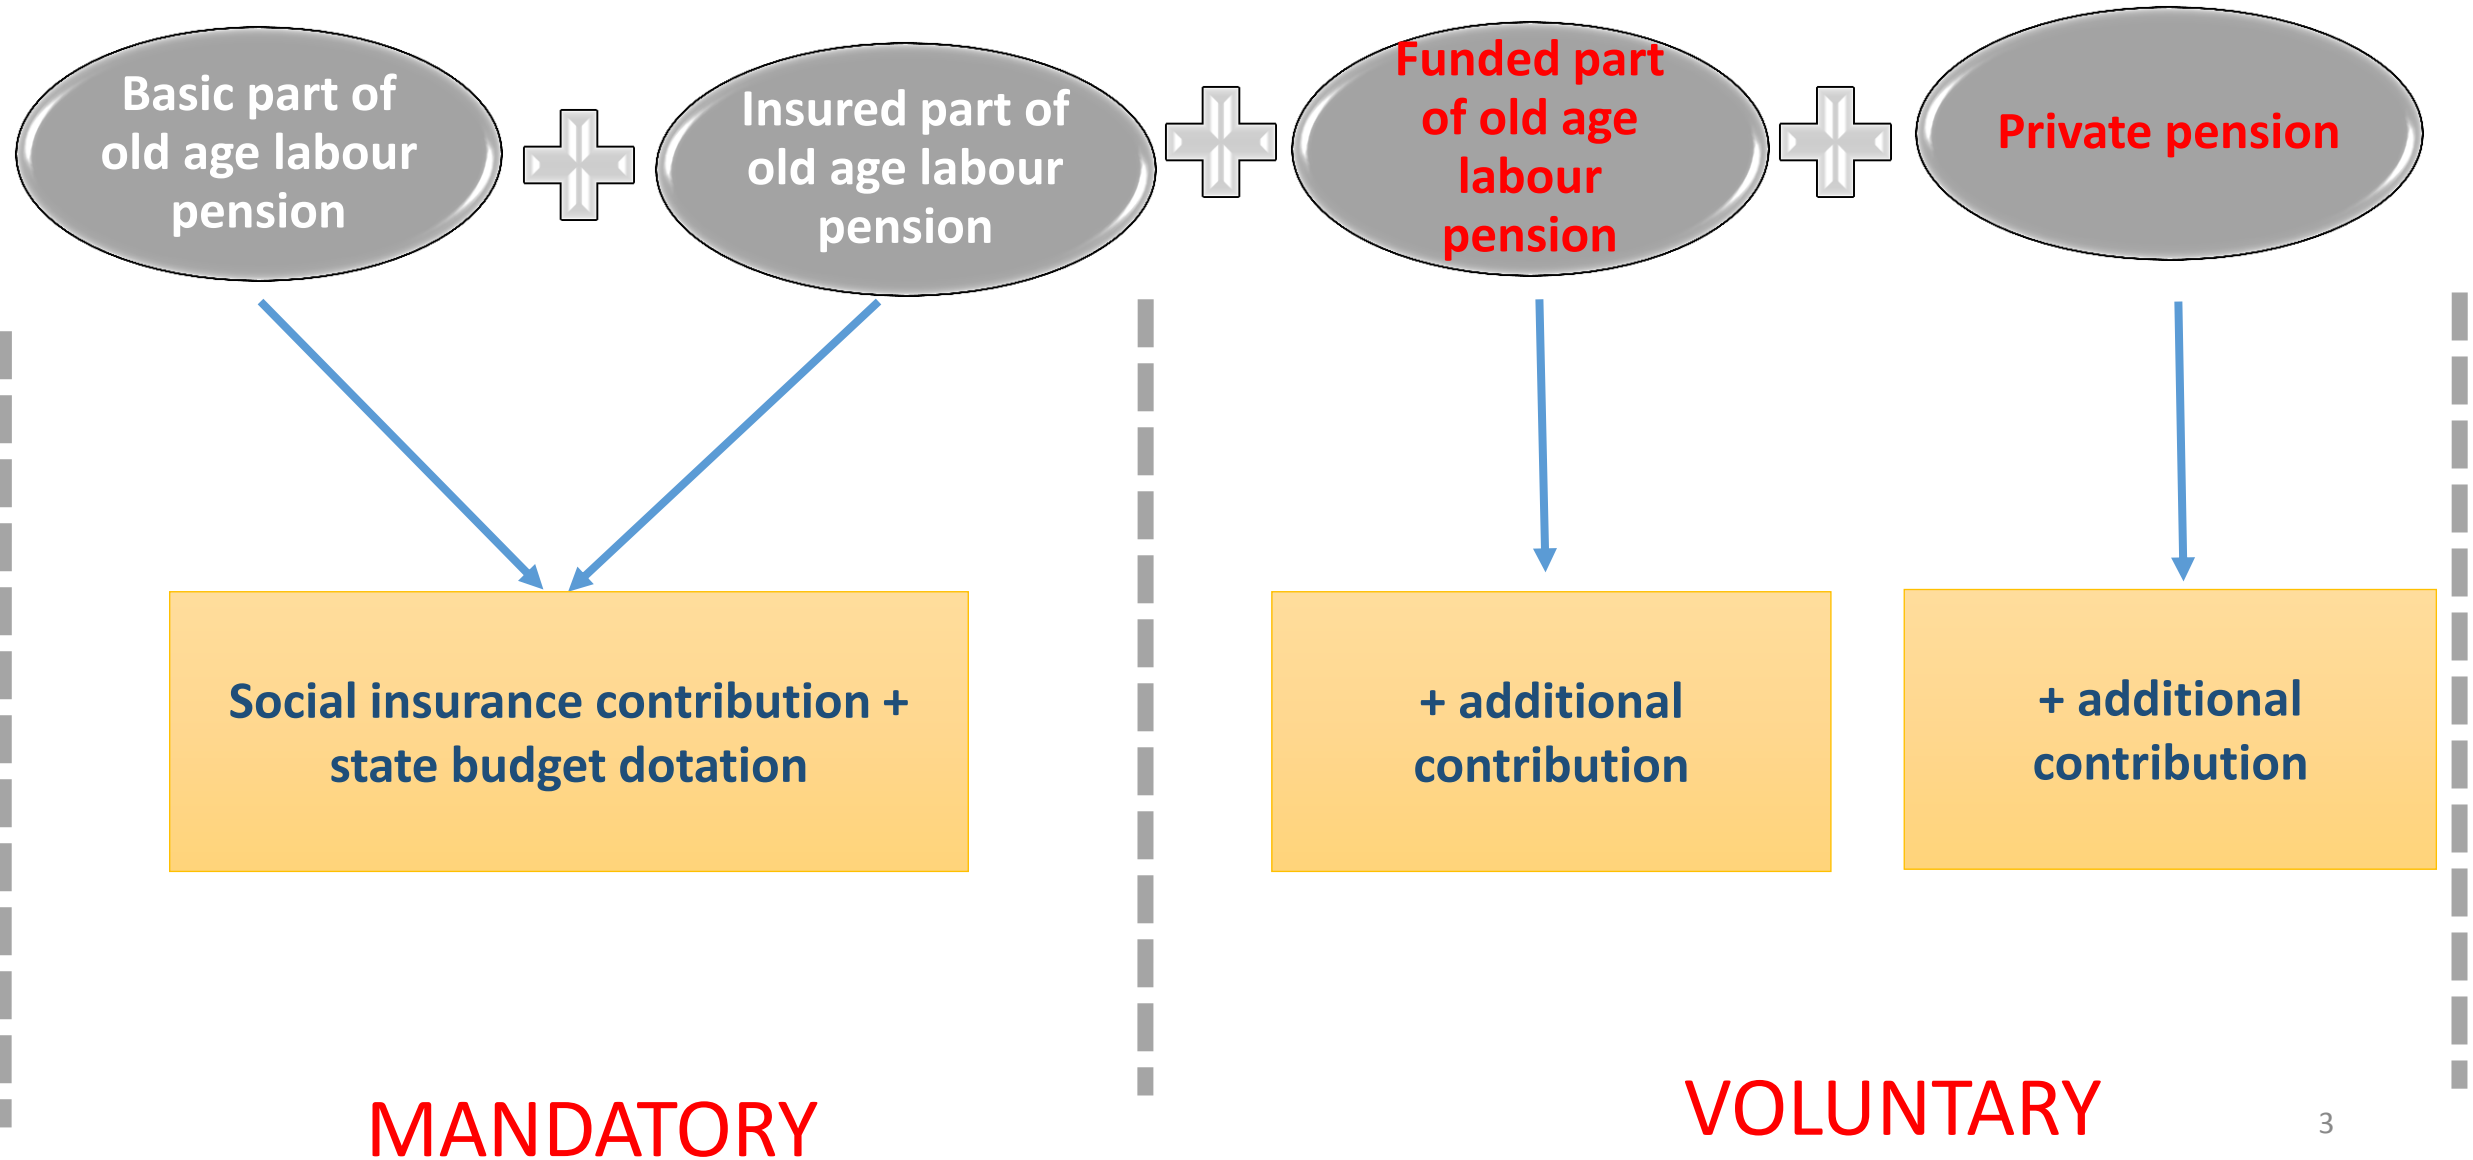 Basic part of
old age labour
pension
Insured part of
old age labour
pension
Funded part
of old age
labour
pension
Private pension
Social insurance contribution +
state budget dotation
+ additional
contribution
+ additional
contribution
MANDATORY
VOLUNTARY
3